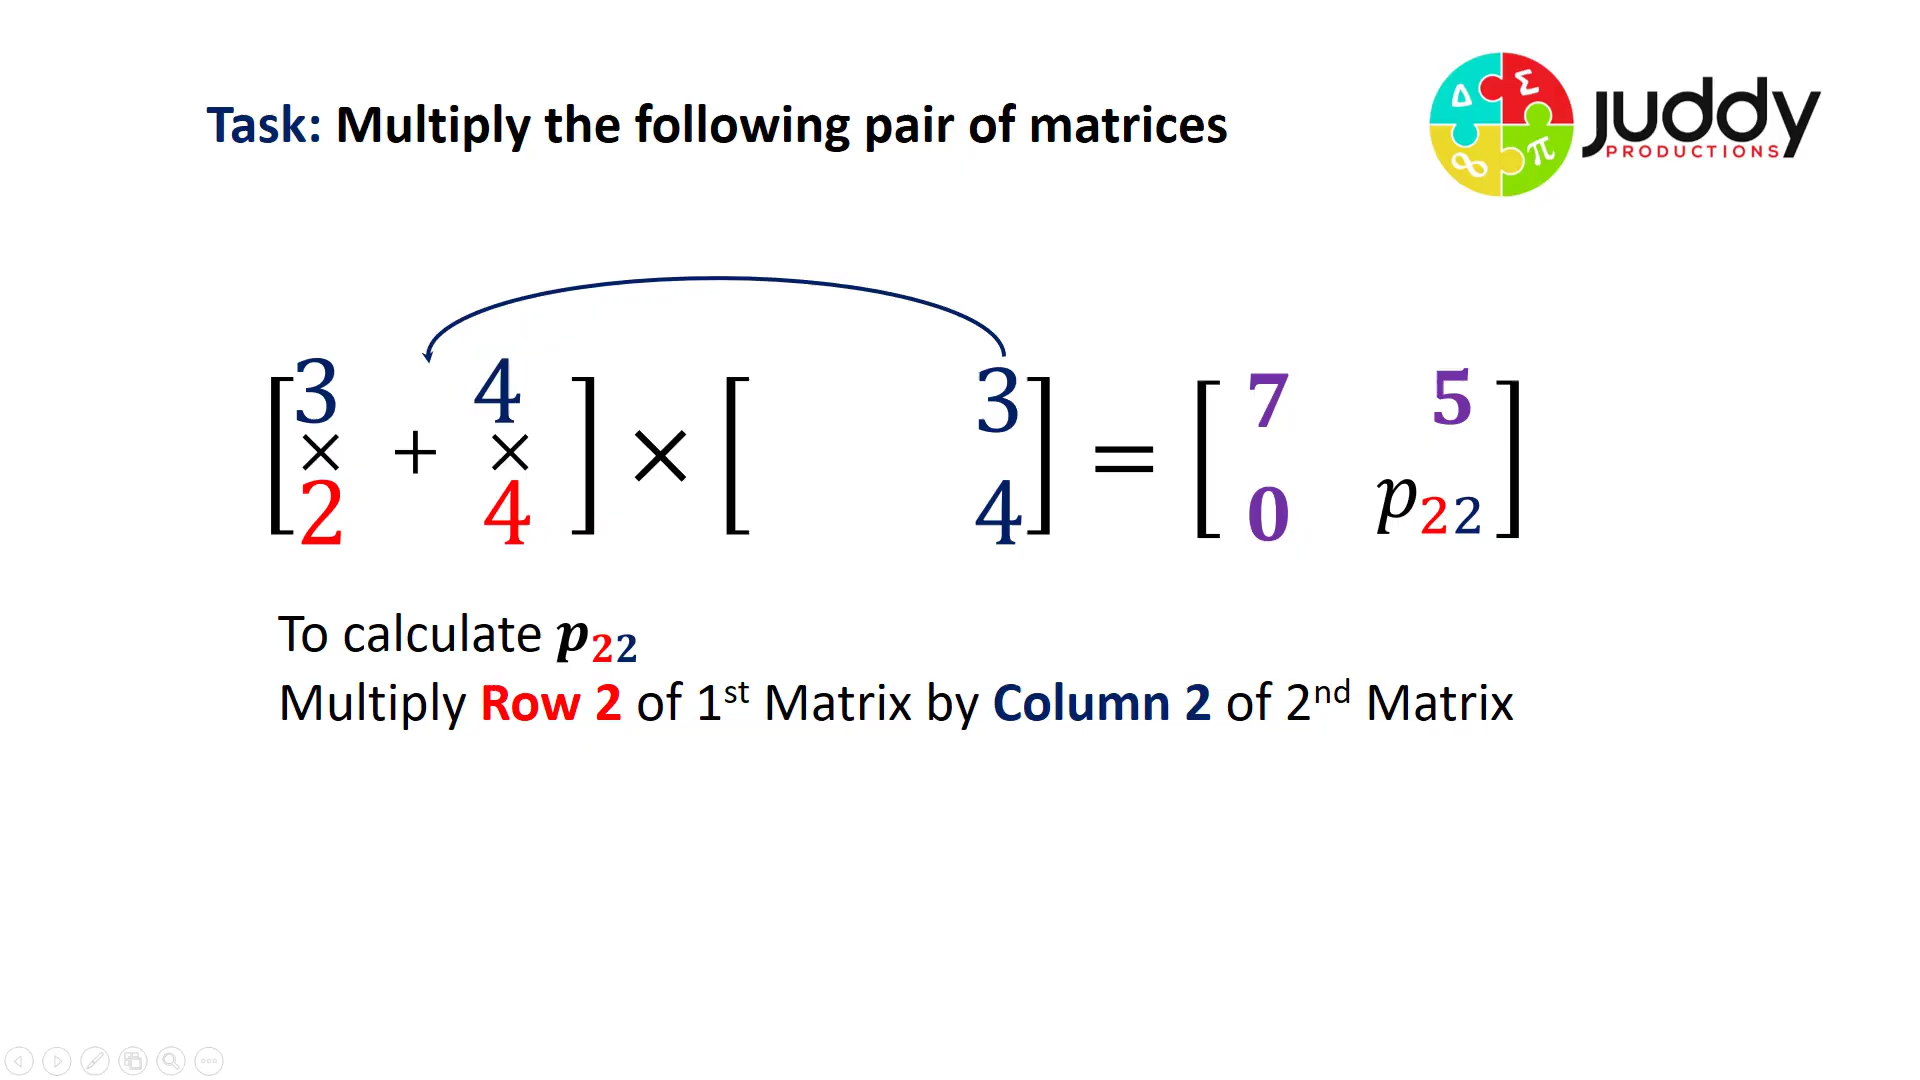 Task: Multiply the following pair of matrices
Δ Σ ∞ π
juddy
PRODUCTIONS
3 4 3 7 5
× + × × =
2 4 4 0 p₂₂
To calculate p₂₂
Multiply Row 2 of 1st Matrix by Column 2 of 2nd Matrix